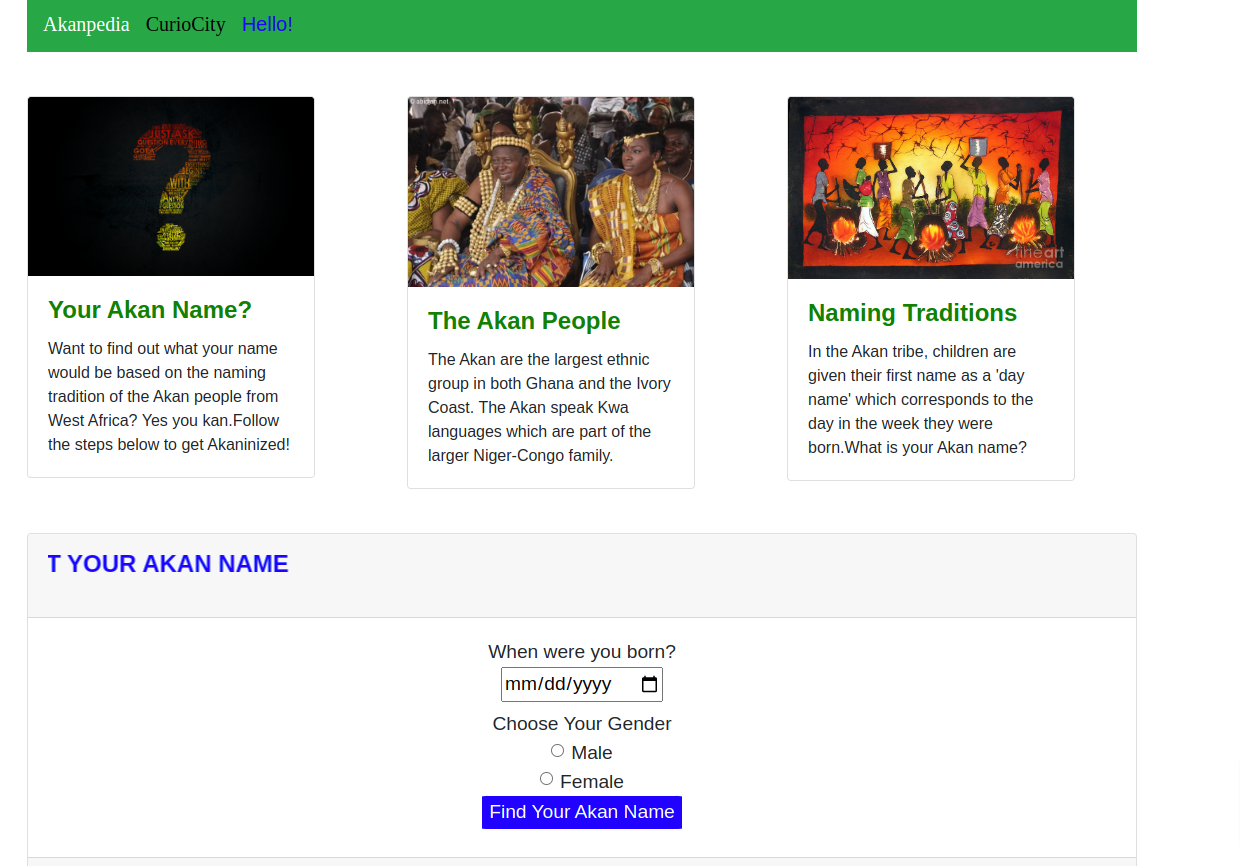 Akanpedia CurioCity Hello!
© abidjan.net
JUST ASK
QUESTION EVERYTHING
WITH
fineart
america
Your Akan Name?
Want to find out what your name
would be based on the naming
tradition of the Akan people from
West Africa? Yes you kan.Follow
the steps below to get Akaninized!
The Akan People
The Akan are the largest ethnic
group in both Ghana and the Ivory
Coast. The Akan speak Kwa
languages which are part of the
larger Niger-Congo family.
Naming Traditions
In the Akan tribe, children are
given their first name as a 'day
name' which corresponds to the
day in the week they were
born.What is your Akan name?
T YOUR AKAN NAME
When were you born?
mm/dd/yyyy
Choose Your Gender
Male
Female
Find Your Akan Name